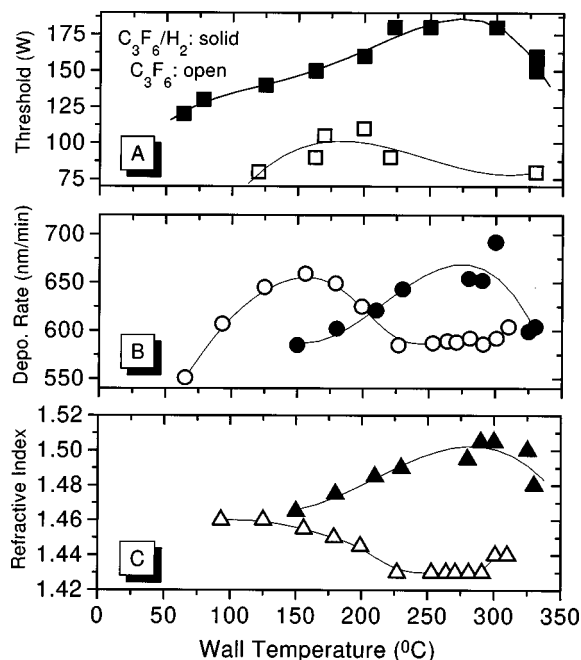 175
150
125
100
75
Threshold (W)
C₃F₆/H₂: solid
C₃F₆: open
A
700
650
600
550
Depo. Rate (nm/min)
B
1.52
1.50
1.48
1.46
1.44
1.42
Refractive Index
C
0 50 100 150 200 250 300 350
Wall Temperature (⁰C)